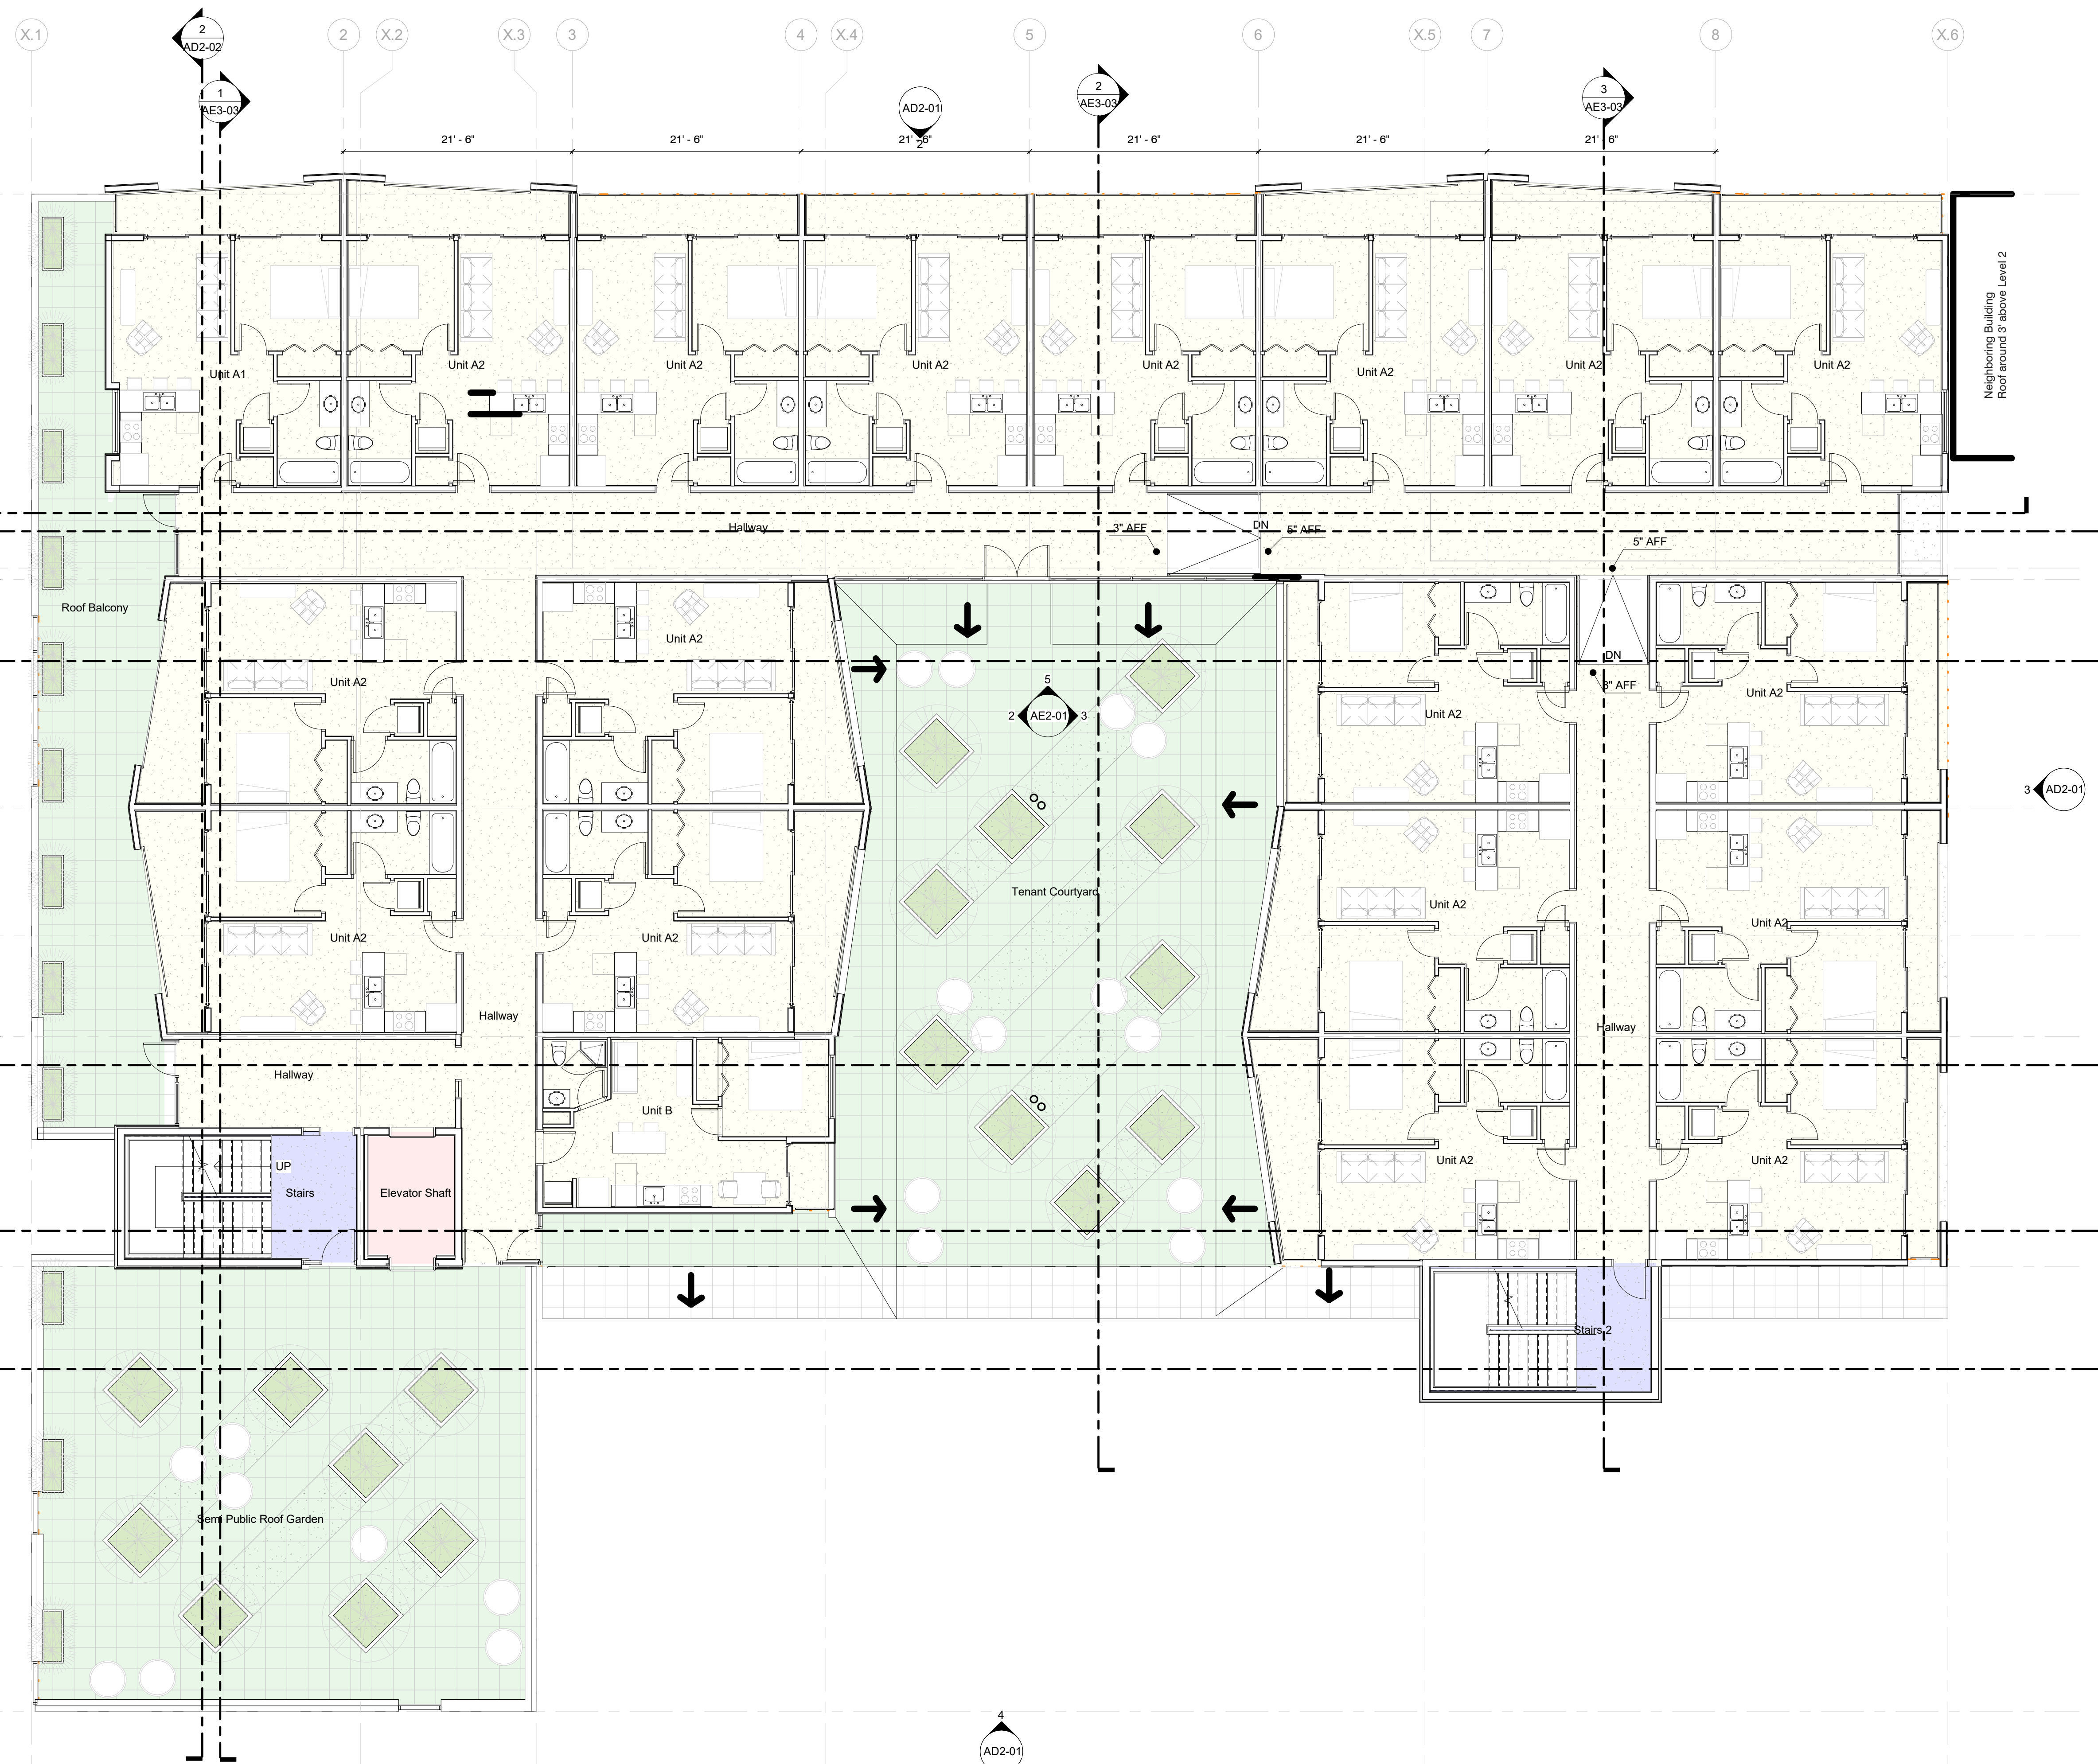 X.1
2
X.2
X.3
3
4
X.4
5
6
X.5
7
8
X.6
2
AD2-02
1
AE3-03
AD2-01
2
2
AE3-03
3
AE3-03
21' - 6"
21' - 6"
21' - 6"
21' - 6"
21' - 6"
21' - 6"
Neighboring Building
Roof around 3' above Level 2
Unit A1
Unit A2
Unit A2
Unit A2
Unit A2
Unit A2
Unit A2
Unit A2
Hallway
3" AFF
DN
5" AFF
5" AFF
Roof Balcony
Unit A2
Unit A2
DN
3" AFF
Unit A2
Unit A2
5
2
AE2-01
3
3
AD2-01
Tenant Courtyard
Unit A2
Unit A2
Unit A2
Unit A2
Hallway
Hallway
Hallway
Unit B
Unit A2
Unit A2
UP
Stairs
Elevator Shaft
Stairs 2
Semi Public Roof Garden
4
AD2-01